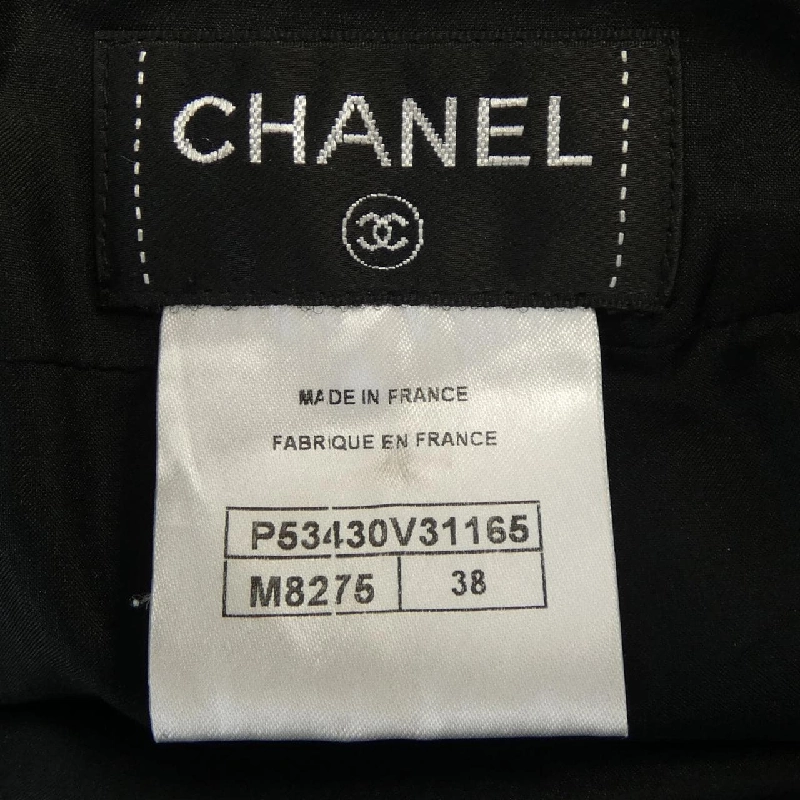 CHANEL
MADE IN FRANCE
FABRIQUE EN FRANCE
P53430V31165
M8275 38